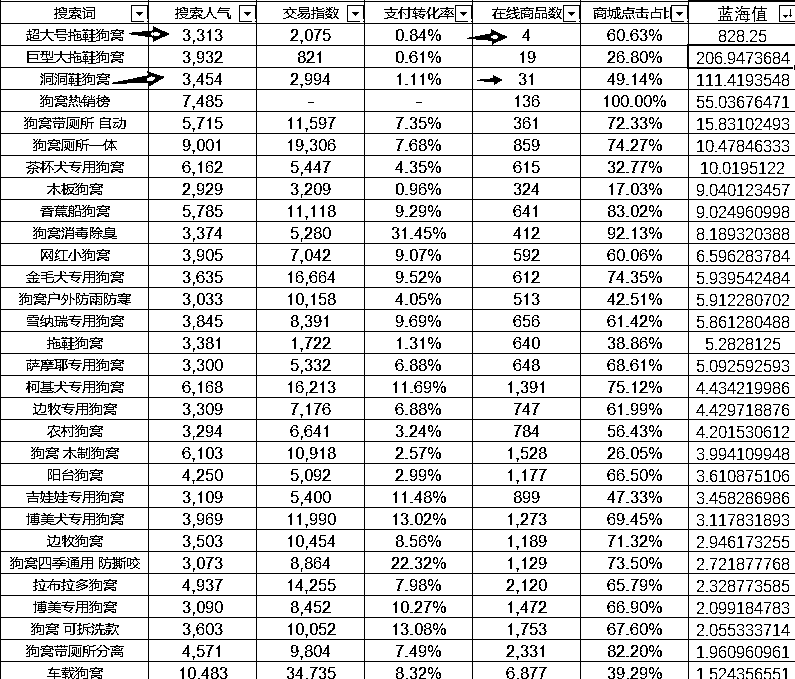 搜索词 搜索人气 交易指数 支付转化率 在线商品数 商城点击占比 蓝海值
超大号拖鞋狗窝 3,313 2,075 0.84% 4 60.63% 828.25
巨型大拖鞋狗窝 3,932 821 0.61% 19 26.80% 206.9473684
洞洞鞋狗窝 3,454 2,994 1.11% 31 49.14% 111.4193548
狗窝热销榜 7,485 - - 136 100.00% 55.03676471
狗窝带厕所 自动 5,715 11,597 7.35% 361 72.33% 15.83102493
狗窝厕所一体 9,001 19,306 7.68% 859 74.27% 10.47846333
茶杯犬专用狗窝 6,162 5,447 4.35% 615 32.77% 10.0195122
木板狗窝 2,929 3,209 0.96% 324 17.03% 9.040123457
香蕉船狗窝 5,785 11,118 9.29% 641 83.02% 9.024960998
狗窝消毒除臭 3,374 5,280 31.45% 412 92.13% 8.189320388
网红小狗窝 3,905 7,042 9.07% 592 60.06% 6.596283784
金毛犬专用狗窝 3,635 16,664 9.52% 612 74.35% 5.939542484
狗窝户外防雨防寒 3,033 10,158 4.05% 513 42.51% 5.912280702
雪纳瑞专用狗窝 3,845 8,391 9.69% 656 61.42% 5.861280488
拖鞋狗窝 3,381 1,722 1.31% 640 38.86% 5.2828125
萨摩耶专用狗窝 3,300 5,332 6.88% 648 68.61% 5.092592593
柯基犬专用狗窝 6,168 16,213 11.69% 1,391 75.12% 4.434219986
边牧专用狗窝 3,309 7,176 6.88% 747 61.99% 4.429718876
农村狗窝 3,294 6,641 3.24% 784 56.43% 4.201530612
狗窝 木制狗窝 6,103 10,918 2.57% 1,528 26.05% 3.994109948
阳台狗窝 4,250 5,092 2.99% 1,177 66.50% 3.610875106
吉娃娃专用狗窝 3,109 5,400 11.48% 899 47.33% 3.458286986
博美犬专用狗窝 3,969 11,990 13.02% 1,273 69.45% 3.117831893
边牧狗窝 3,503 10,454 8.56% 1,189 71.32% 2.946173255
狗窝四季通用 防撕咬 3,073 8,864 22.32% 1,129 73.50% 2.721877768
拉布拉多狗窝 4,937 14,255 7.98% 2,120 65.79% 2.328773585
博美专用狗窝 3,090 8,452 10.27% 1,472 66.90% 2.099184783
狗窝 可拆洗款 3,603 10,052 13.08% 1,753 67.60% 2.055333714
狗窝带厕所分离 4,571 9,804 7.49% 2,331 82.20% 1.960960961
车载狗窝 10,483 34,735 8.32% 6,877 39.29% 1.524356551